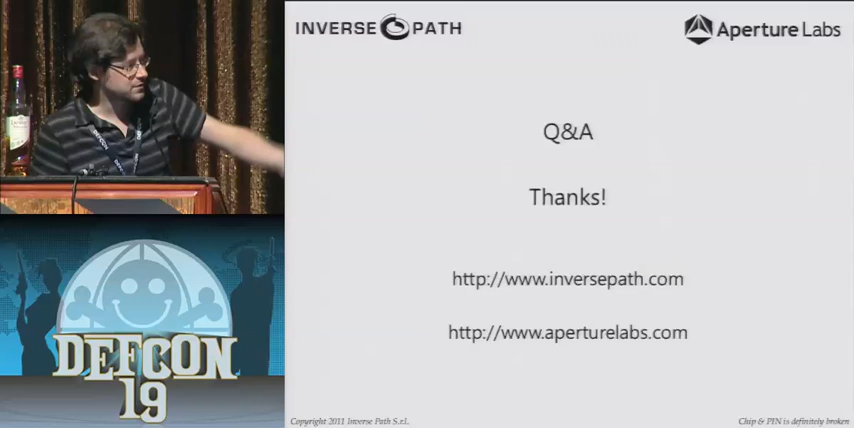 INVERSE PATH
Aperture Labs
Q&A
Thanks!
http://www.inversepath.com
http://www.aperturelabs.com
DEFCON
19
Copyright 2011 Inverse Path S.r.l.
Chip & PIN is definitely broken